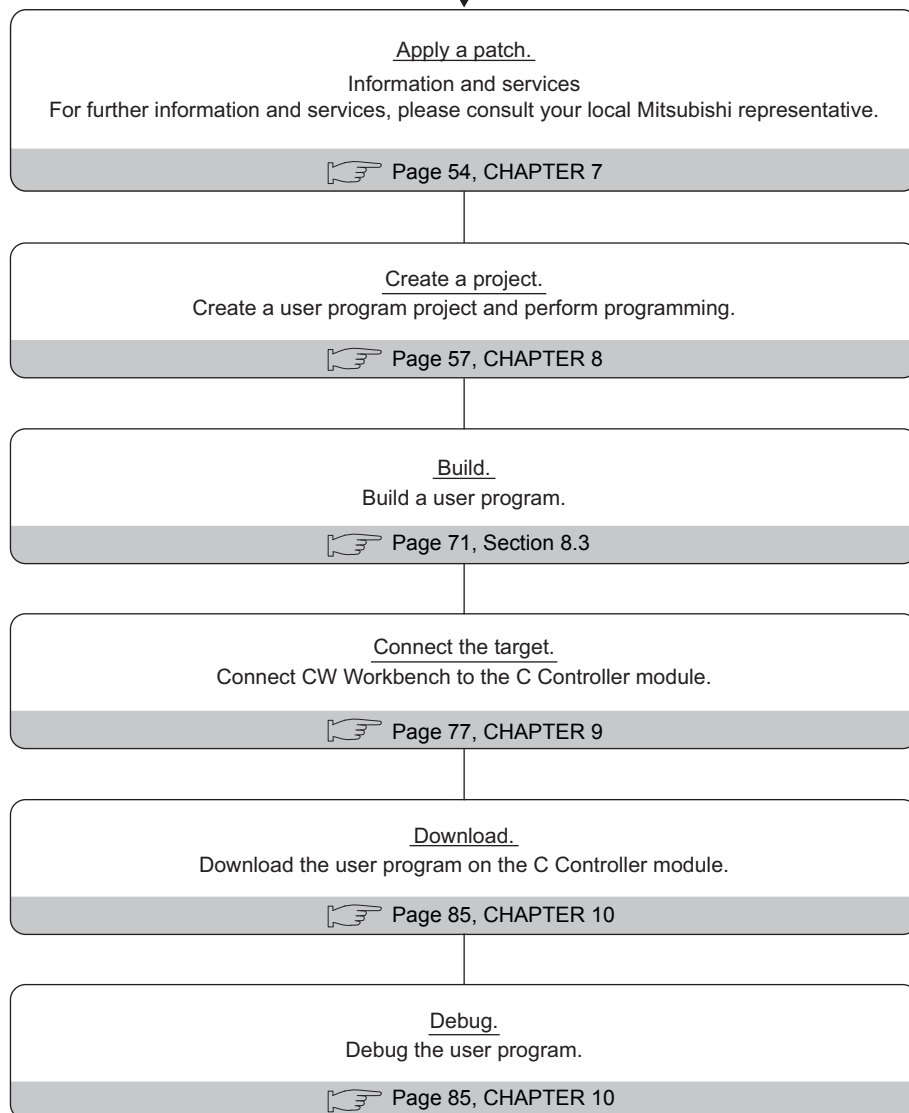 Apply a patch.
Information and services
For further information and services, please consult your local Mitsubishi representative.
Page 54, CHAPTER 7
Create a project.
Create a user program project and perform programming.
Page 57, CHAPTER 8
Build.
Build a user program.
Page 71, Section 8.3
Connect the target.
Connect CW Workbench to the C Controller module.
Page 77, CHAPTER 9
Download.
Download the user program on the C Controller module.
Page 85, CHAPTER 10
Debug.
Debug the user program.
Page 85, CHAPTER 10